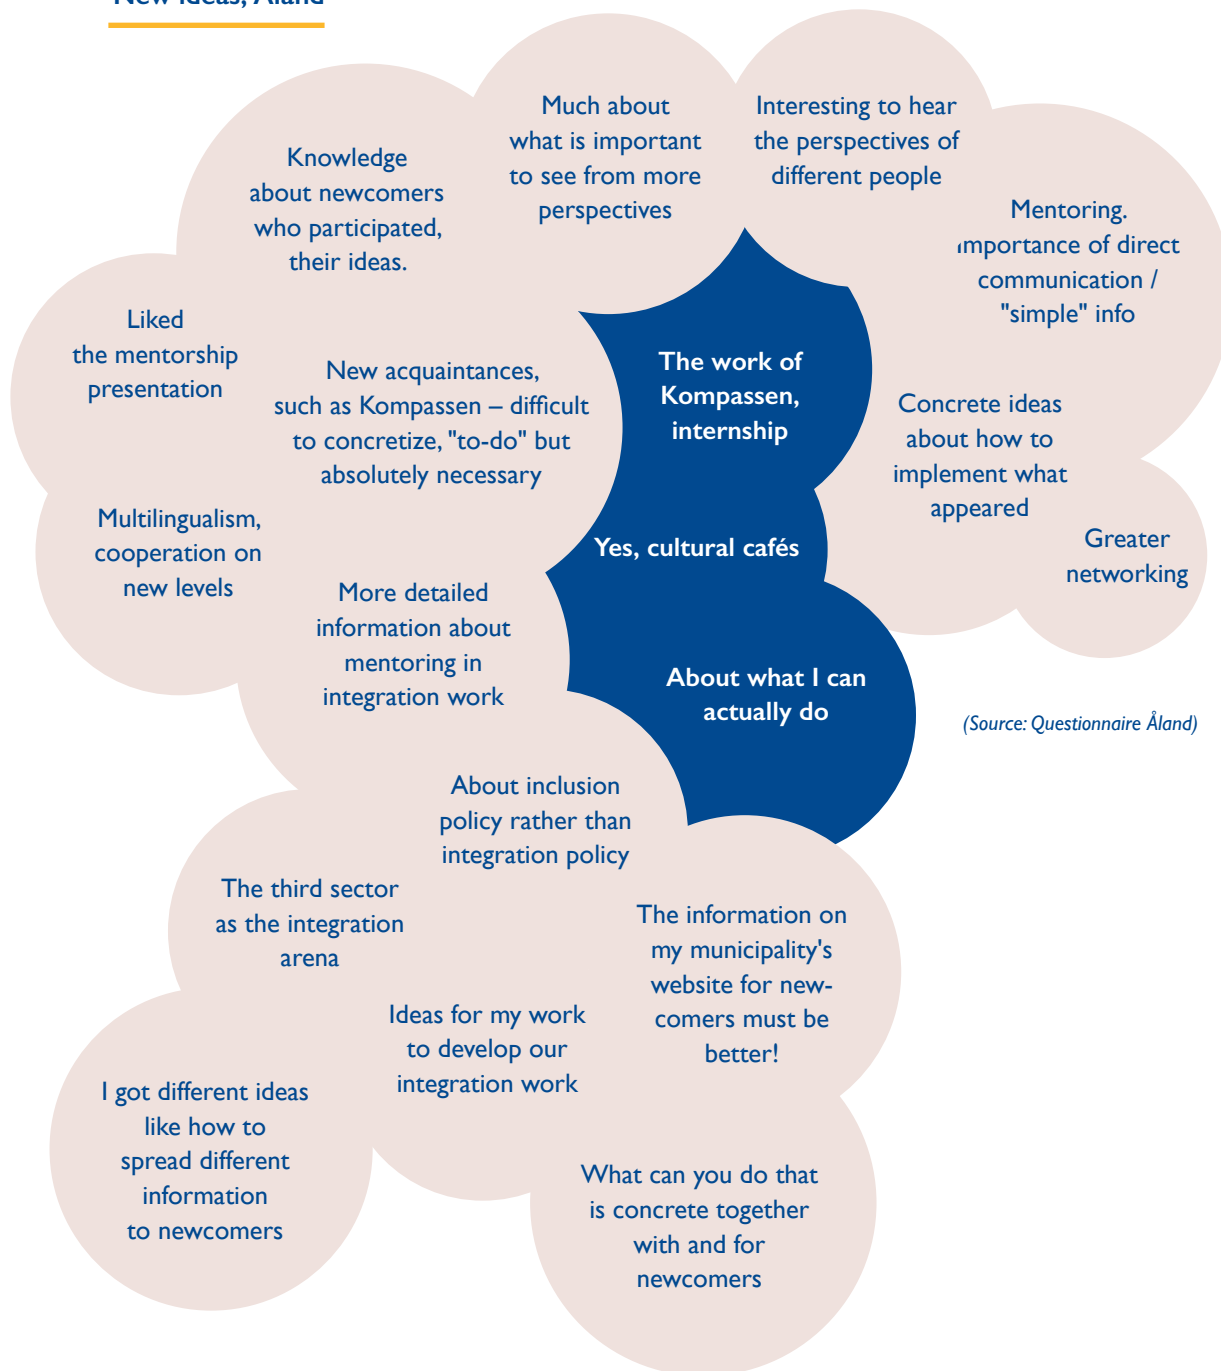 New Ideas, Åland
Much about
what is important
to see from more
perspectives
Interesting to hear
the perspectives of
different people
Knowledge
about newcomers
who participated,
their ideas.
Mentoring.
importance of direct
communication /
"simple" info
Liked
the mentorship
presentation
New acquaintances,
such as Kompassen – difficult
to concretize, "to-do" but
absolutely necessary
The work of
Kompassen,
internship
Concrete ideas
about how to
implement what
appeared
Multilingualism,
cooperation on
new levels
Yes, cultural cafés
Greater
networking
More detailed
information about
mentoring in
integration work
About what I can
actually do
(Source: Questionnaire Åland)
About inclusion
policy rather than
integration policy
The third sector
as the integration
arena
The information on
my municipality's
website for new-
comers must be
better!
Ideas for my work
to develop our
integration work
I got different ideas
like how to
spread different
information
to newcomers
What can you do that
is concrete together
with and for
newcomers